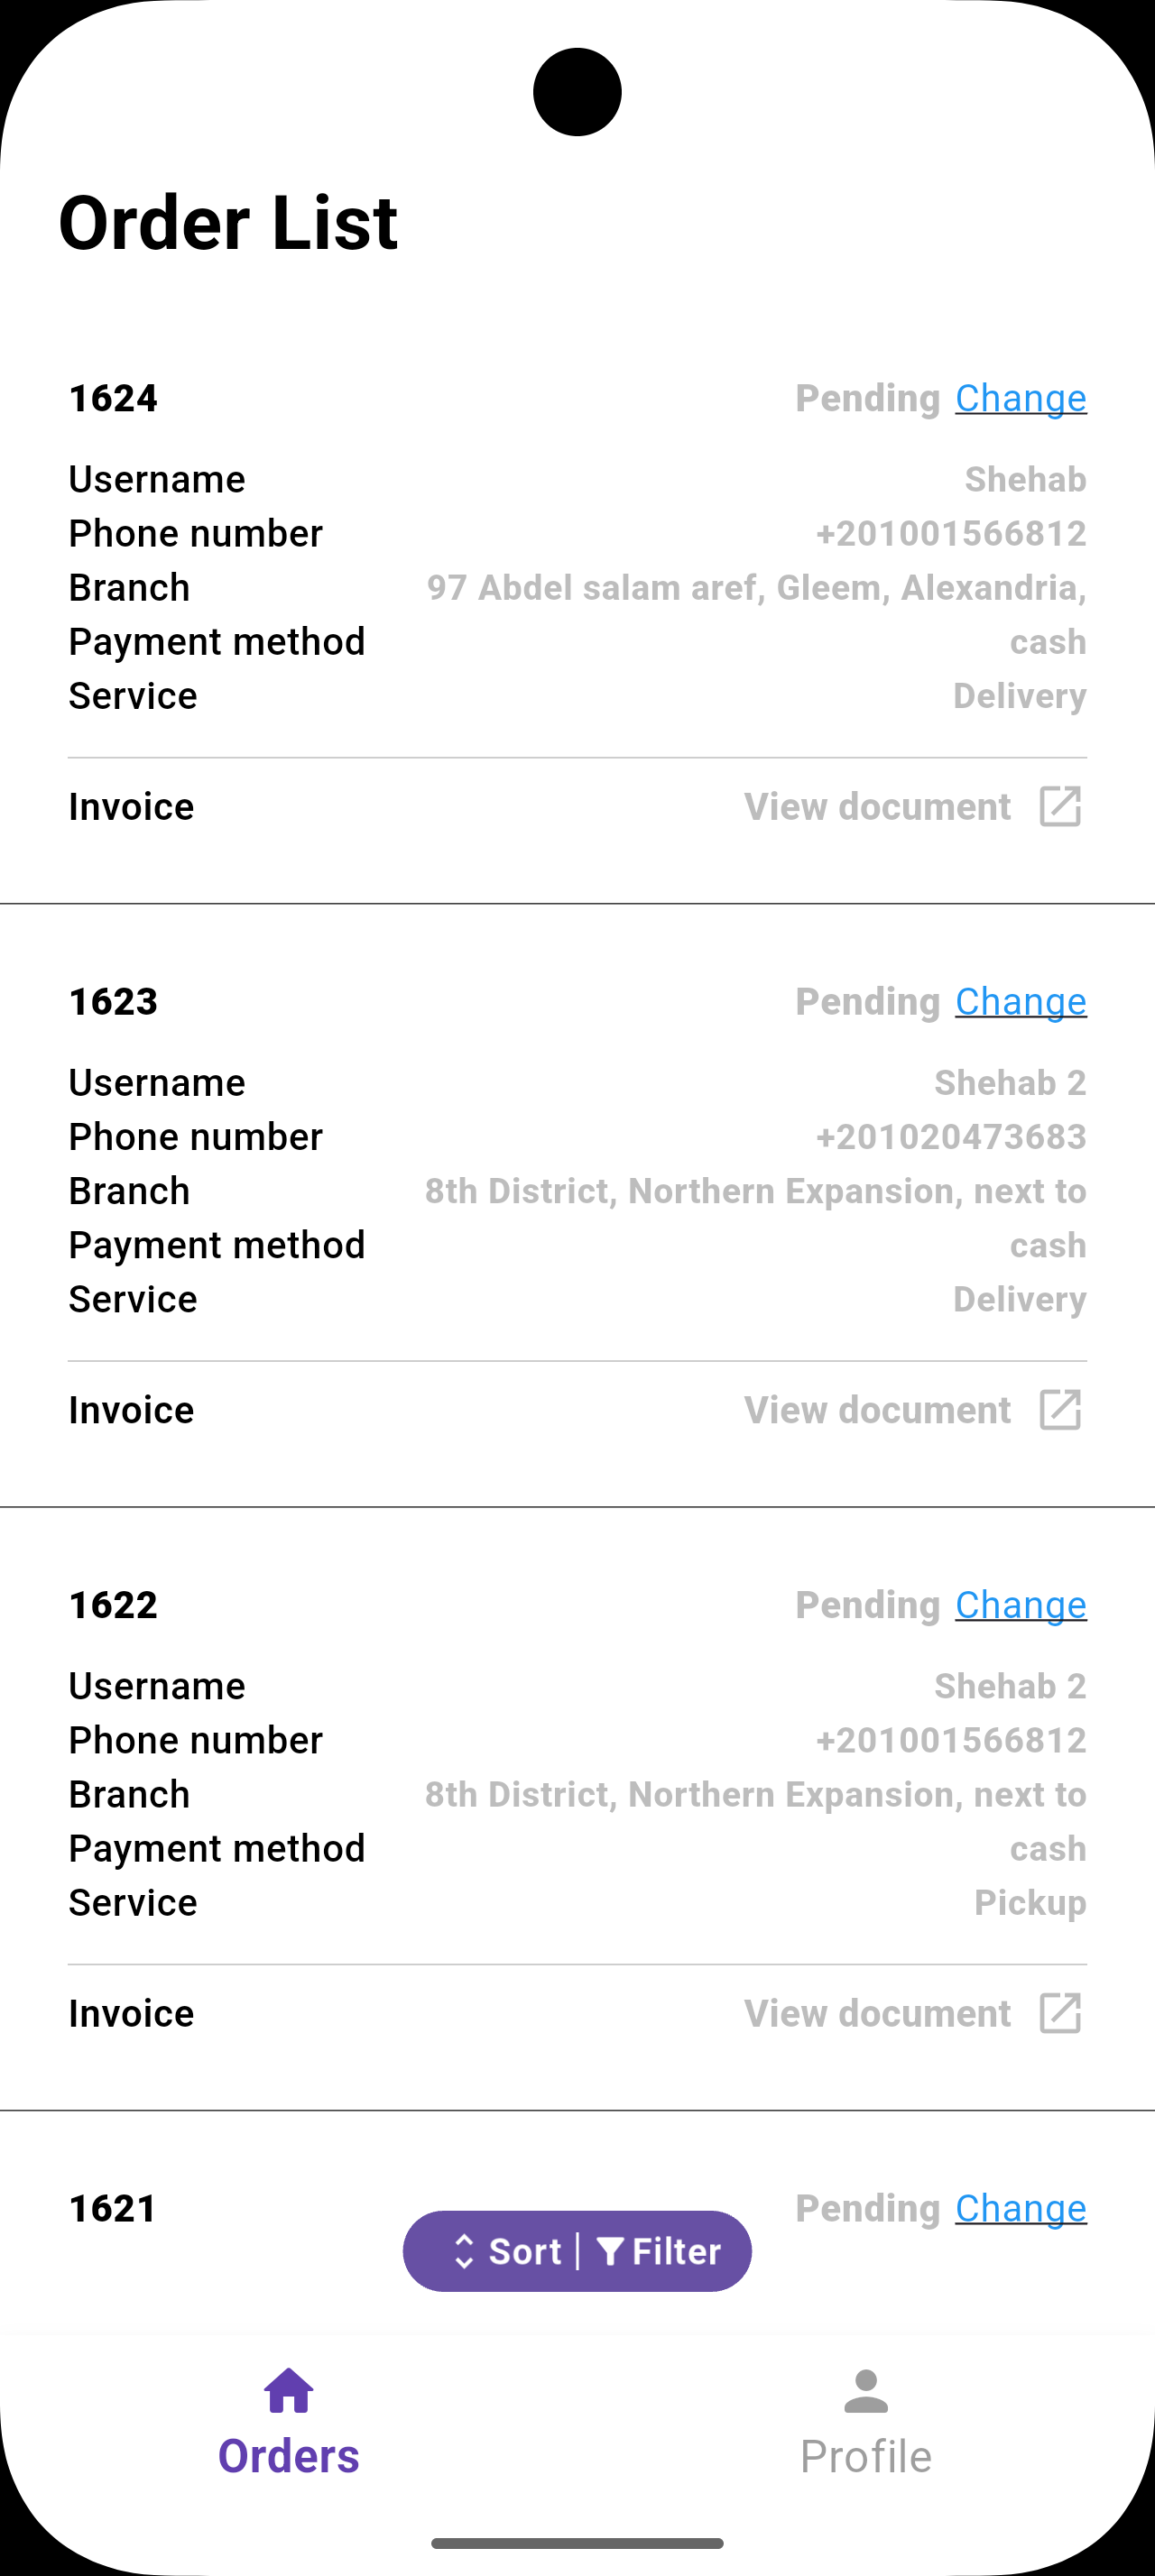 Order List
1624 Pending Change
Username Shehab
Phone number +201001566812
Branch 97 Abdel salam aref, Gleem, Alexandria,
Payment method cash
Service Delivery
Invoice View document
1623 Pending Change
Username Shehab 2
Phone number +201020473683
Branch 8th District, Northern Expansion, next to
Payment method cash
Service Delivery
Invoice View document
1622 Pending Change
Username Shehab 2
Phone number +201001566812
Branch 8th District, Northern Expansion, next to
Payment method cash
Service Pickup
Invoice View document
1621 Pending Change
Sort | Filter
Orders Profile